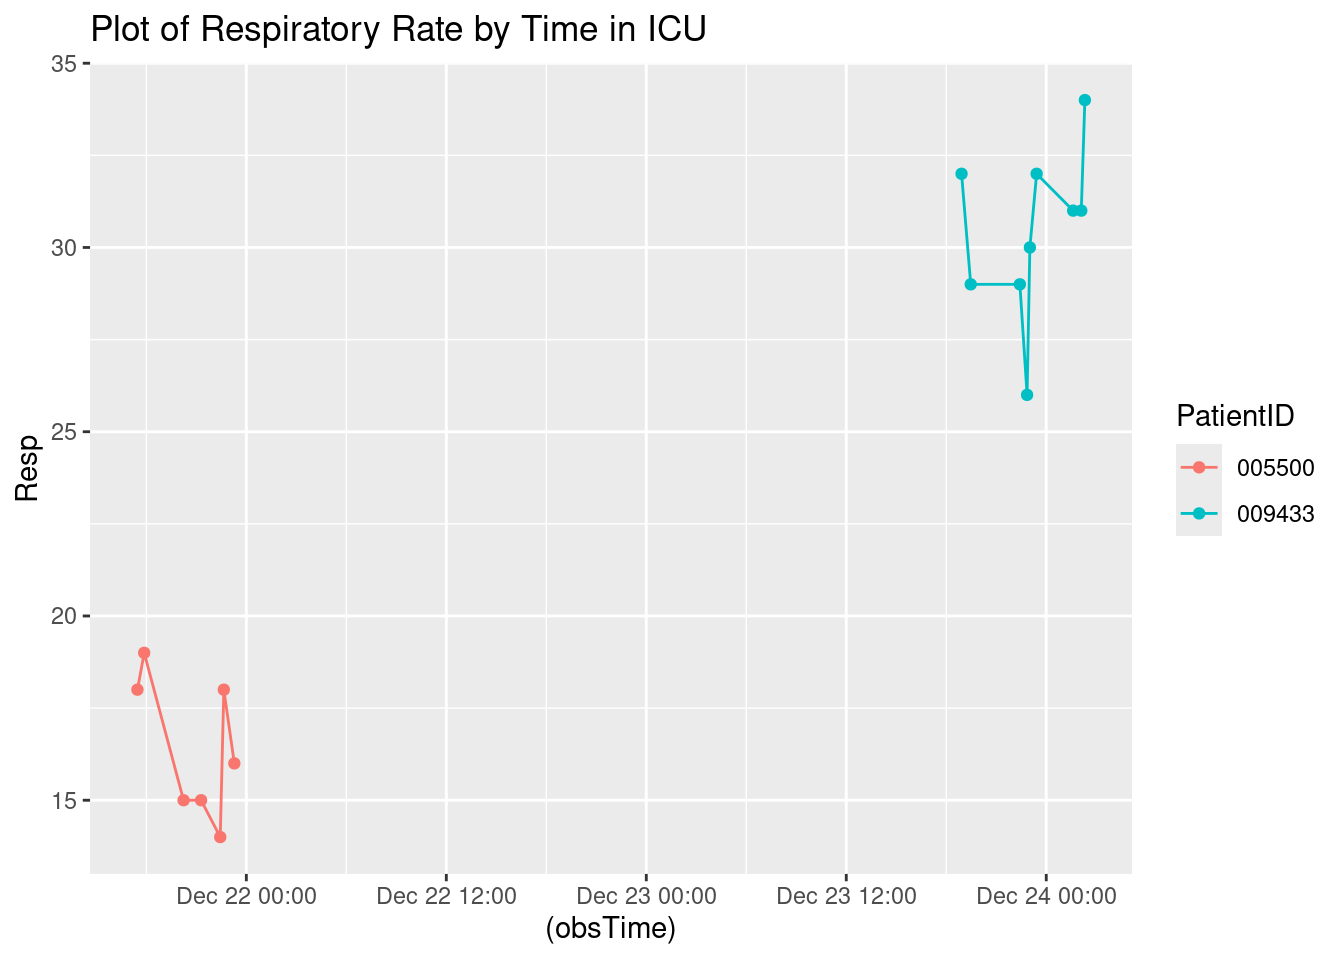 Plot of Respiratory Rate by Time in ICU
35
30
25
20
15
Resp
Dec 22 00:00 Dec 22 12:00 Dec 23 00:00 Dec 23 12:00 Dec 24 00:00
(obsTime)
PatientID
005500
009433